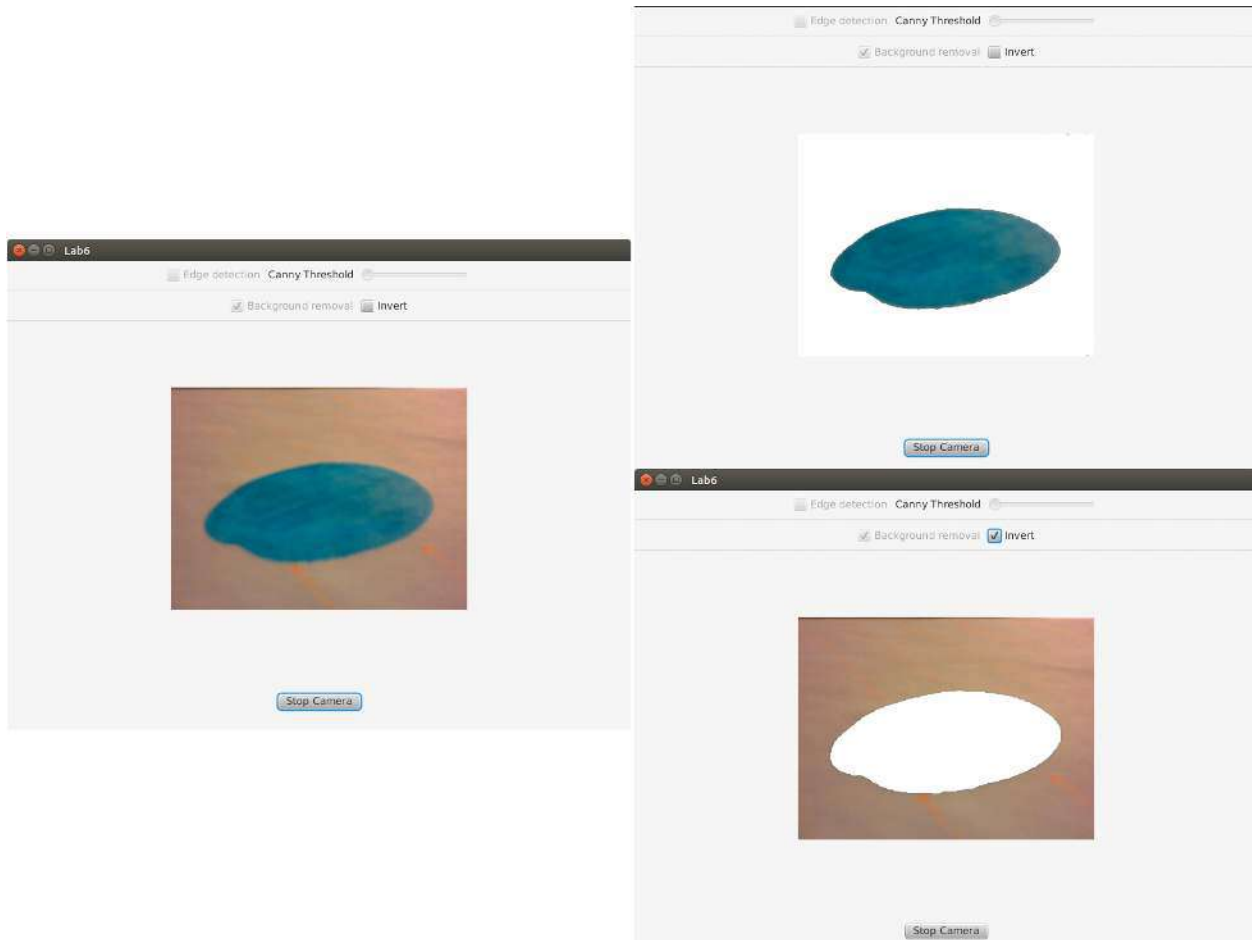 Lab6
Edge detection Canny Threshold
Background removal Invert
Stop Camera
Edge detection Canny Threshold
Background removal Invert
Stop Camera
Lab6
Edge detection Canny Threshold
Background removal Invert
Stop Camera